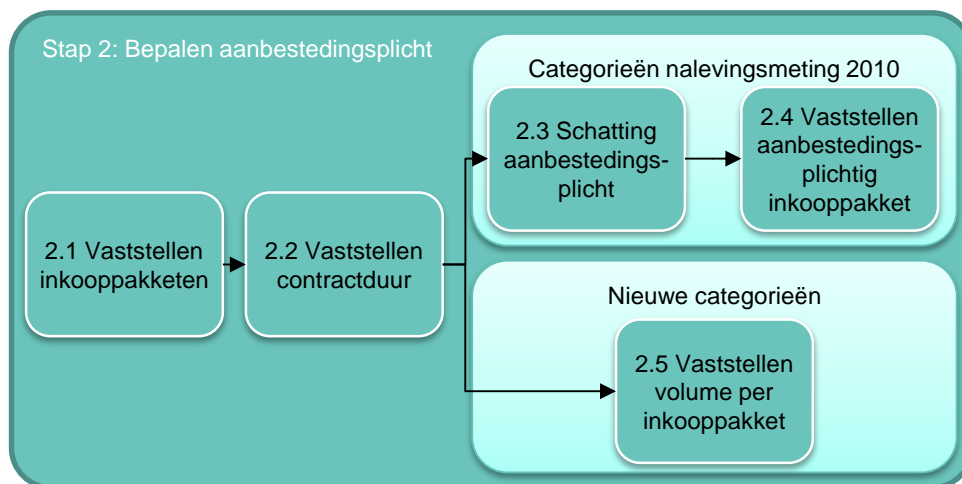 Stap 2: Bepalen aanbestedingsplicht
2.1 Vaststellen
inkooppakketen
2.2 Vaststellen
contractduur
Categorieën nalevingsmeting 2010
2.3 Schatting
aanbestedings-
plicht
2.4 Vaststellen
aanbestedings-
plichtig
inkooppakket
Nieuwe categorieën
2.5 Vaststellen
volume per
inkooppakket